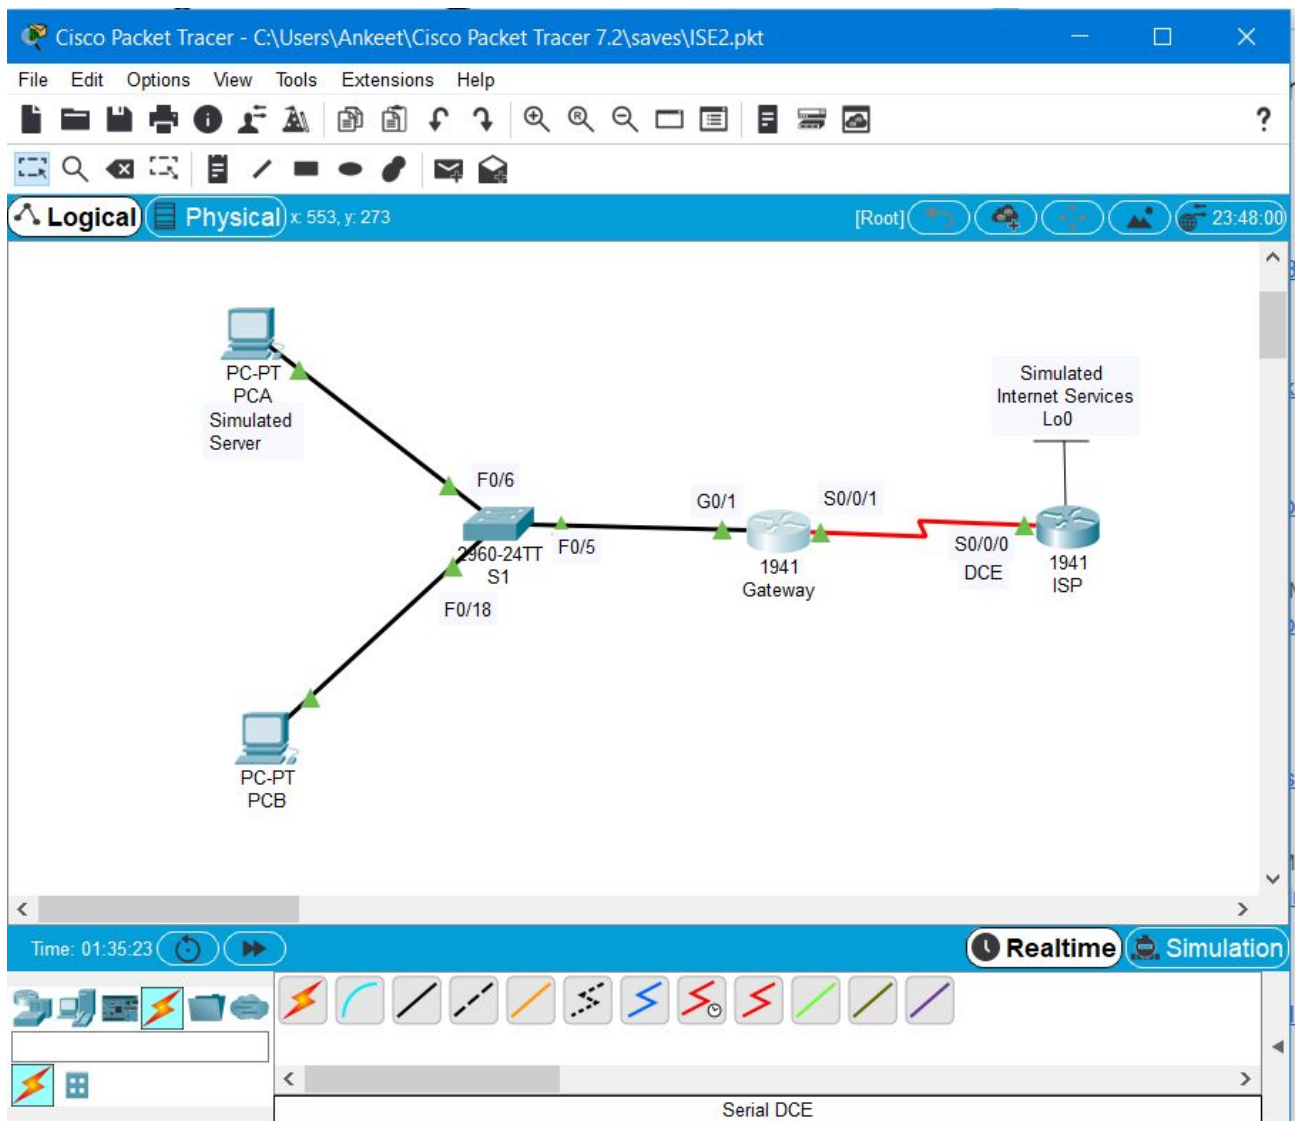 Cisco Packet Tracer - C:\Users\Ankeet\Cisco Packet Tracer 7.2\saves\ISE2.pkt
File Edit Options View Tools Extensions Help
?
Logical Physical x: 553, y: 273 [Root] 23:48:00
PC-PT
PCA
Simulated
Server
F0/6
2960-24TT
S1
F0/5
F0/18
PC-PT
PCB
G0/1
1941
Gateway
S0/0/1
S0/0/0
DCE
1941
ISP
Simulated
Internet Services
Lo0
Time: 01:35:23 Realtime Simulation
Serial DCE